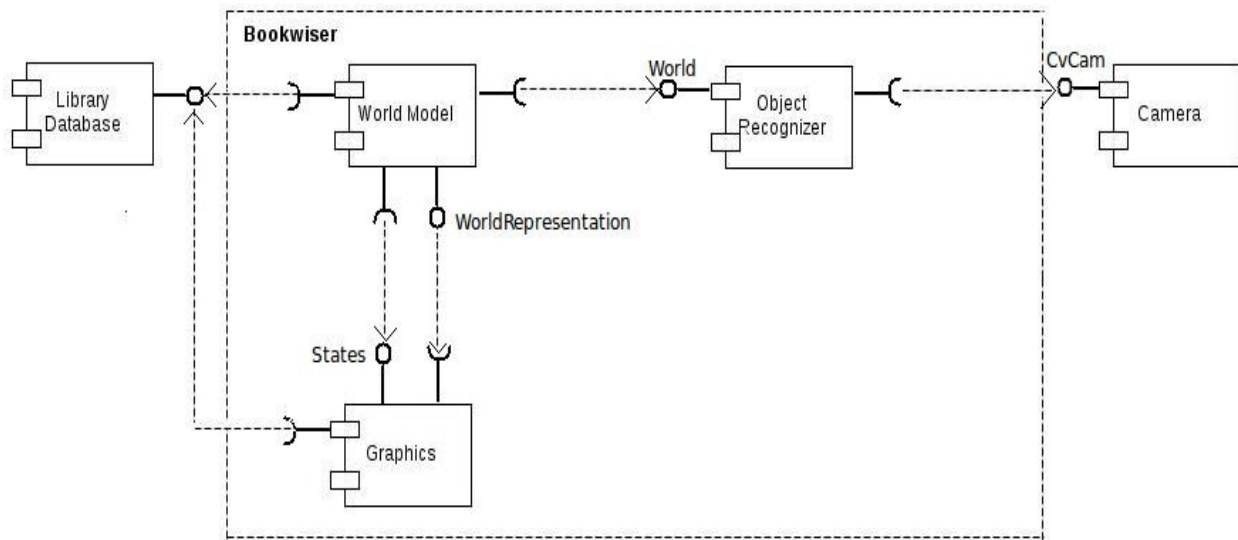 Bookwiser
Library
Database
World Model
World
Object
Recognizer
CvCam
Camera
WorldRepresentation
States
Graphics